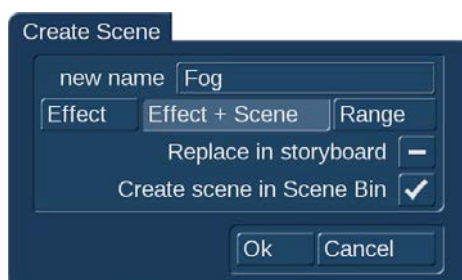 Create Scene
new name Fog
Effect Effect + Scene Range
Replace in storyboard
Create scene in Scene Bin
Ok Cancel